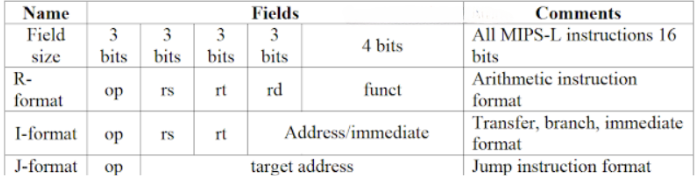 Name Fields Comments
Field size 3 bits 3 bits 3 bits 3 bits 4 bits All MIPS-L instructions 16 bits
R-format op rs rt rd funct Arithmetic instruction format
I-format op rs rt Address/immediate Transfer, branch, immediate format
J-format op target address Jump instruction format